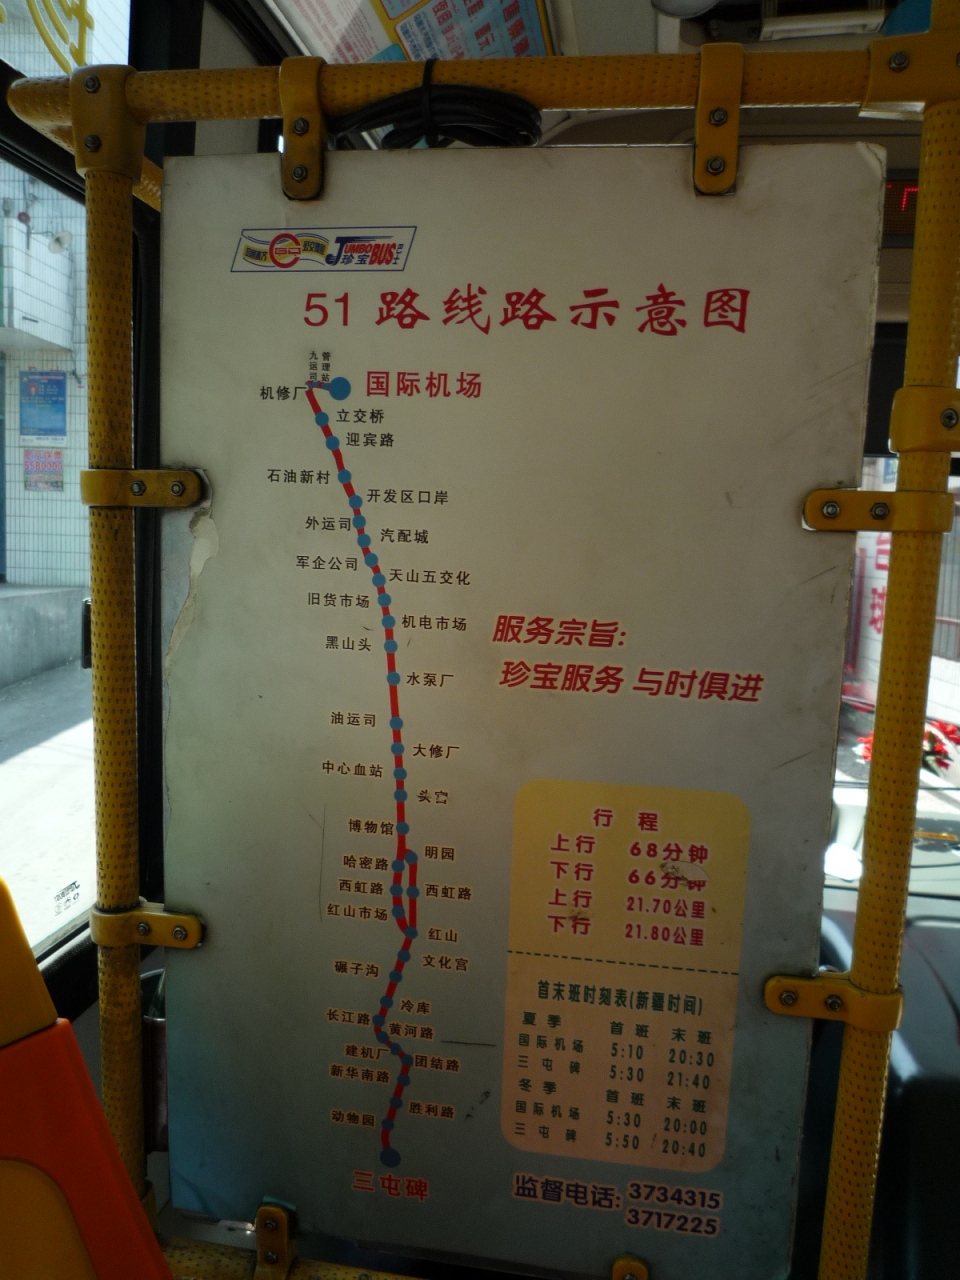 JUMBO BUS
珍宝 巴士
51 路线路示意图
九运司
管理站
国际机场
机修厂
立交桥
迎宾路
石油新村
开发区口岸
外运司
汽配城
军企公司
天山五交化
旧货市场
机电市场
黑山头
水泵厂
油运司
大修厂
中心血站
头宫
博物馆
明园
哈密路
西虹路
西虹路
红山市场
红山
文化宫
碾子沟
冷库
长江路
黄河路
建机厂
团结路
新华南路
胜利路
动物园
三屯碑
服务宗旨:
珍宝服务 与时俱进
行 程
上行 68分钟
下行 66分钟
上行 21.70公里
下行 21.80公里
首末班时刻表(新疆时间)
夏季 首班 末班
国际机场 5:10 20:30
三屯碑 5:30 21:40
冬季 首班 末班
国际机场 5:30 20:00
三屯碑 5:50 20:40
监督电话: 3734315
3717225